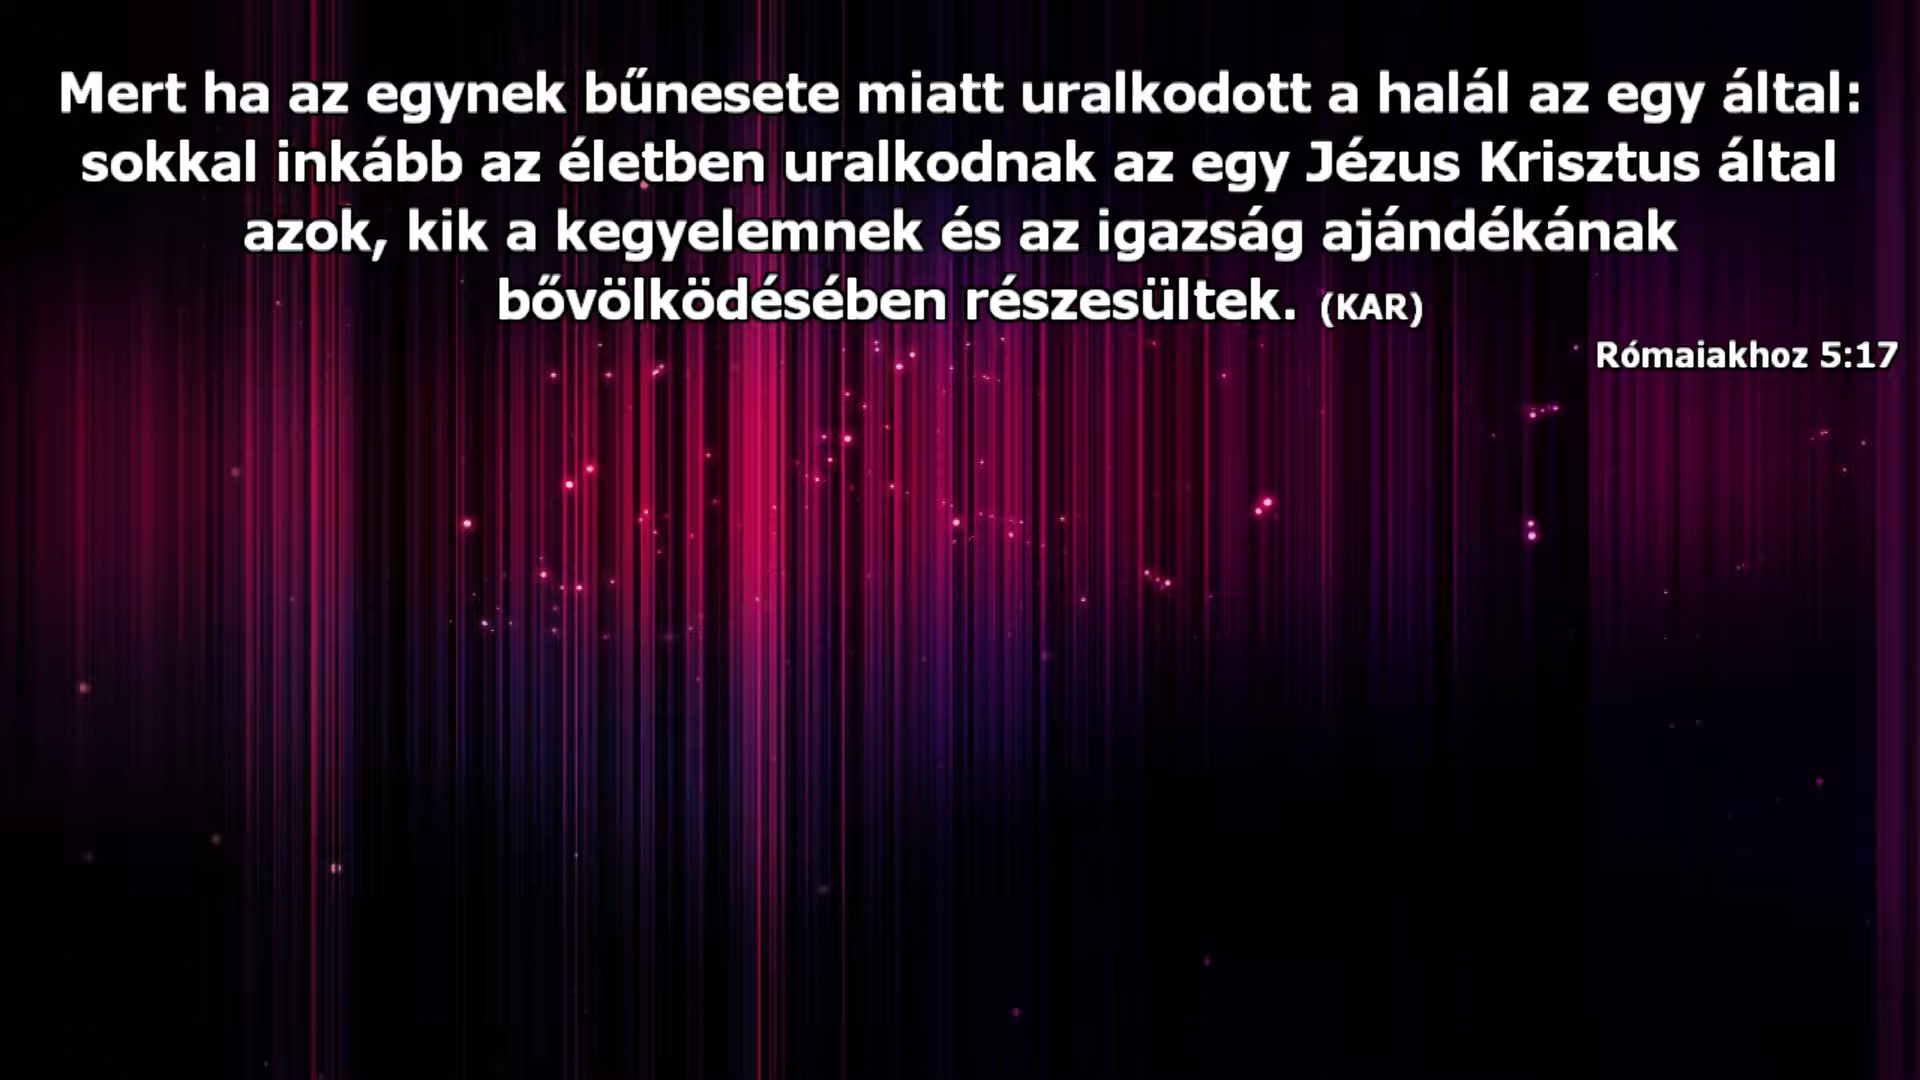 Mert ha az egynek bűnesete miatt uralkodott a halál az egy által:
sokkal inkább az életben uralkodnak az egy Jézus Krisztus által
azok, kik a kegyelemnek és az igazság ajándékának
bővölködésében részesültek. (KAR)
Rómaiakhoz 5:17